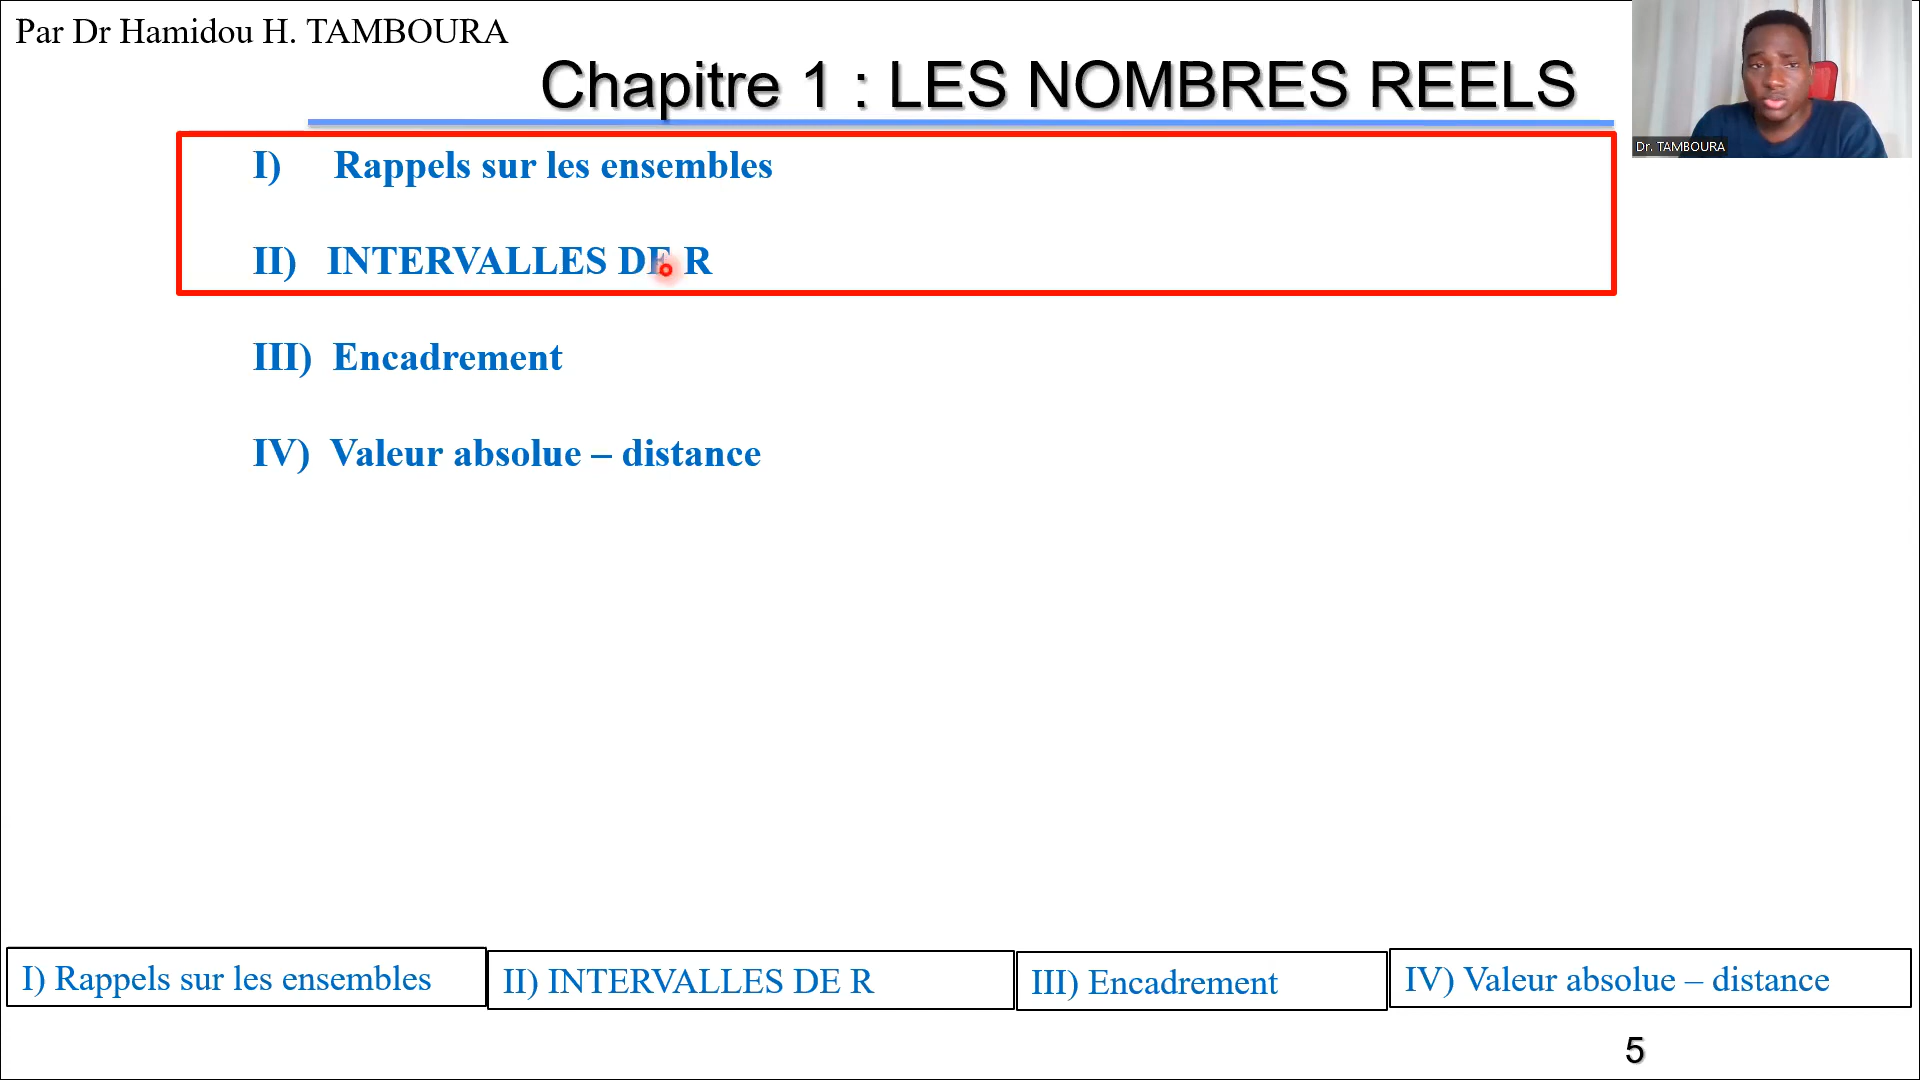 Par Dr Hamidou H. TAMBOURA
Chapitre 1 : LES NOMBRES REELS
Dr. TAMBOURA
I) Rappels sur les ensembles
II) INTERVALLES DE R
III) Encadrement
IV) Valeur absolue – distance
I) Rappels sur les ensembles
II) INTERVALLES DE R
III) Encadrement
IV) Valeur absolue – distance
5